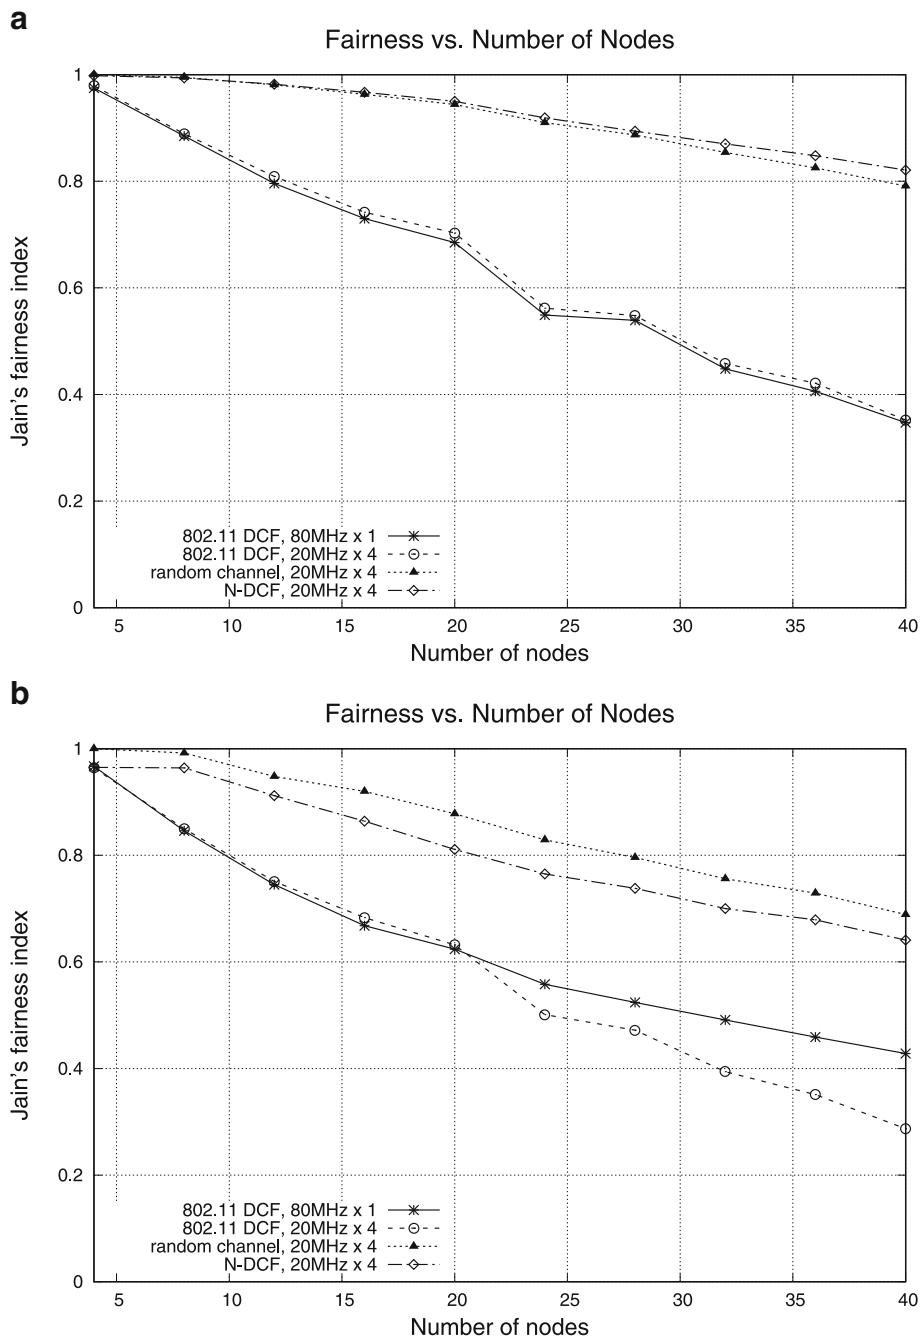 a
Fairness vs. Number of Nodes
1
0.8
0.6
0.4
0.2
0
Jain's fairness index
802.11 DCF, 80MHz x 1
802.11 DCF, 20MHz x 4
random channel, 20MHz x 4
N-DCF, 20MHz x 4
5 10 15 20 25 30 35 40
Number of nodes
b
Fairness vs. Number of Nodes
1
0.8
0.6
0.4
0.2
0
Jain's fairness index
802.11 DCF, 80MHz x 1
802.11 DCF, 20MHz x 4
random channel, 20MHz x 4
N-DCF, 20MHz x 4
5 10 15 20 25 30 35 40
Number of nodes